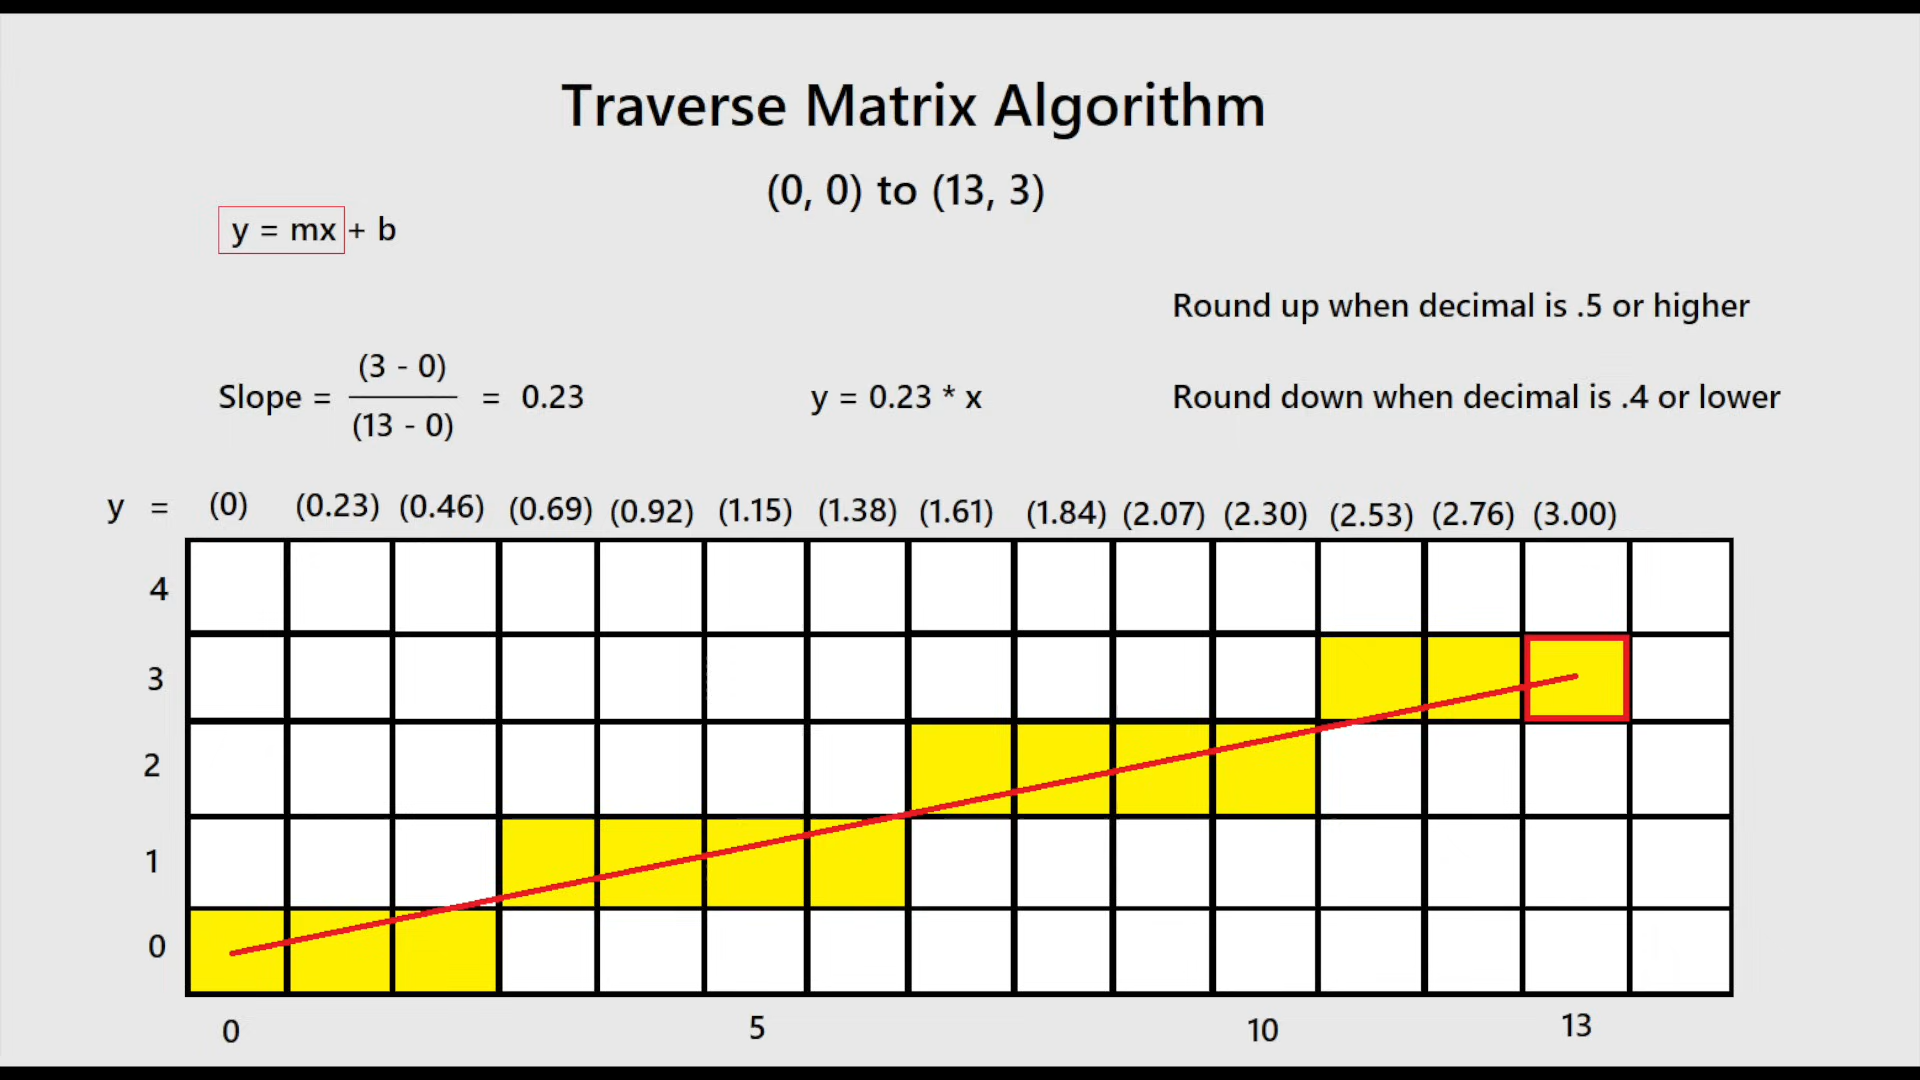 Traverse Matrix Algorithm
(0, 0) to (13, 3)
y = mx + b
Round up when decimal is .5 or higher
Slope = (3 - 0) / (13 - 0) = 0.23
y = 0.23 * x
Round down when decimal is .4 or lower
y = (0) (0.23) (0.46) (0.69) (0.92) (1.15) (1.38) (1.61) (1.84) (2.07) (2.30) (2.53) (2.76) (3.00)
4
3
2
1
0
0 5 10 13